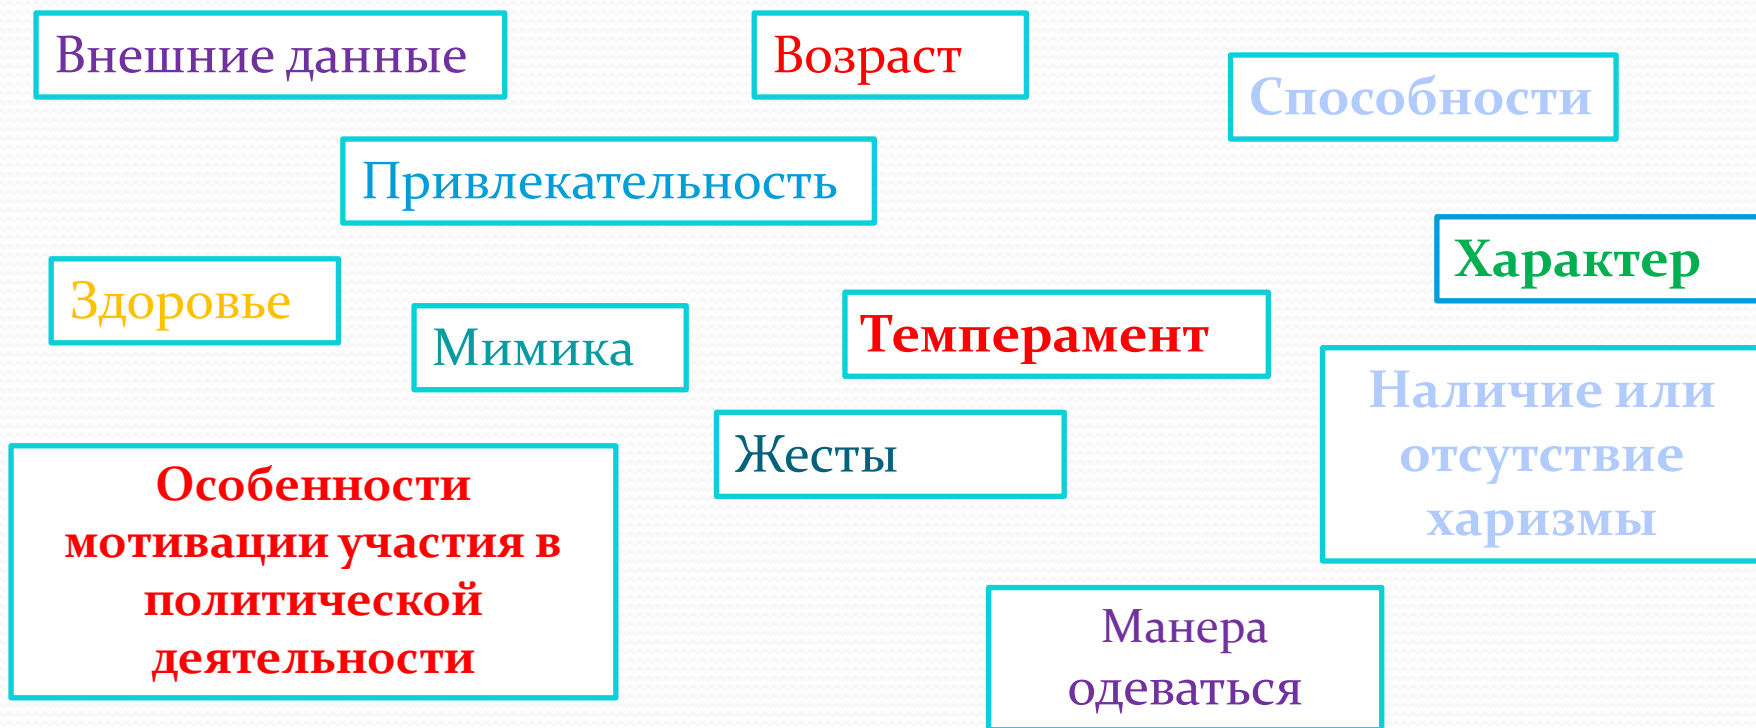 Внешние данные
Возраст
Способности
Привлекательность
Характер
Здоровье
Мимика
Темперамент
Наличие или
отсутствие
харизмы
Жесты
Особенности
мотивации участия в
политической
деятельности
Манера
одеваться